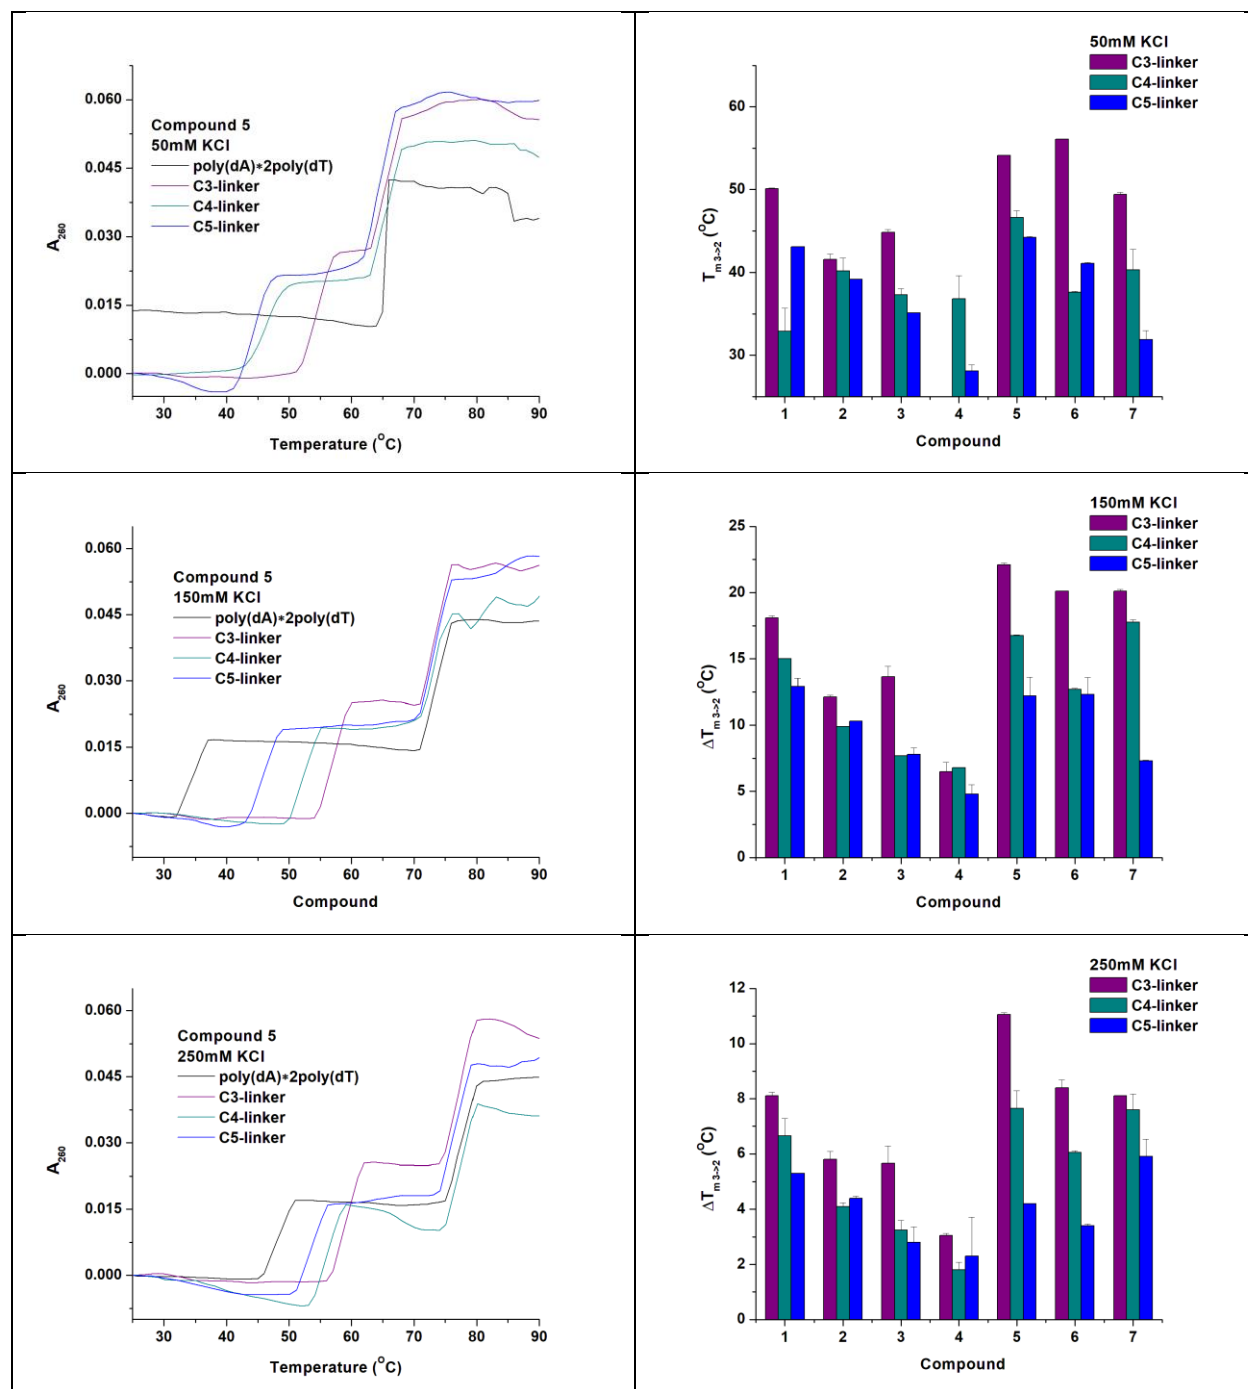 50mM KCl
C3-linker
C4-linker
C5-linker
0.060
0.045
0.030
0.015
0.000
A260
Compound 5
50mM KCl
poly(dA)*2poly(dT)
C3-linker
C4-linker
C5-linker
30 40 50 60 70 80 90
Temperature (°C)
60
50
40
30
Tm 3->2 (°C)
1 2 3 4 5 6 7
Compound
0.060
0.045
0.030
0.015
0.000
A260
Compound 5
150mM KCl
poly(dA)*2poly(dT)
C3-linker
C4-linker
C5-linker
30 40 50 60 70 80 90
Compound
150mM KCl
C3-linker
C4-linker
C5-linker
25
20
15
10
5
0
ΔTm 3->2 (°C)
1 2 3 4 5 6 7
Compound
0.060
0.045
0.030
0.015
0.000
A260
Compound 5
250mM KCl
poly(dA)*2poly(dT)
C3-linker
C4-linker
C5-linker
30 40 50 60 70 80 90
Temperature (°C)
250mM KCl
C3-linker
C4-linker
C5-linker
12
10
8
6
4
2
0
ΔTm 3->2 (°C)
1 2 3 4 5 6 7
Compound